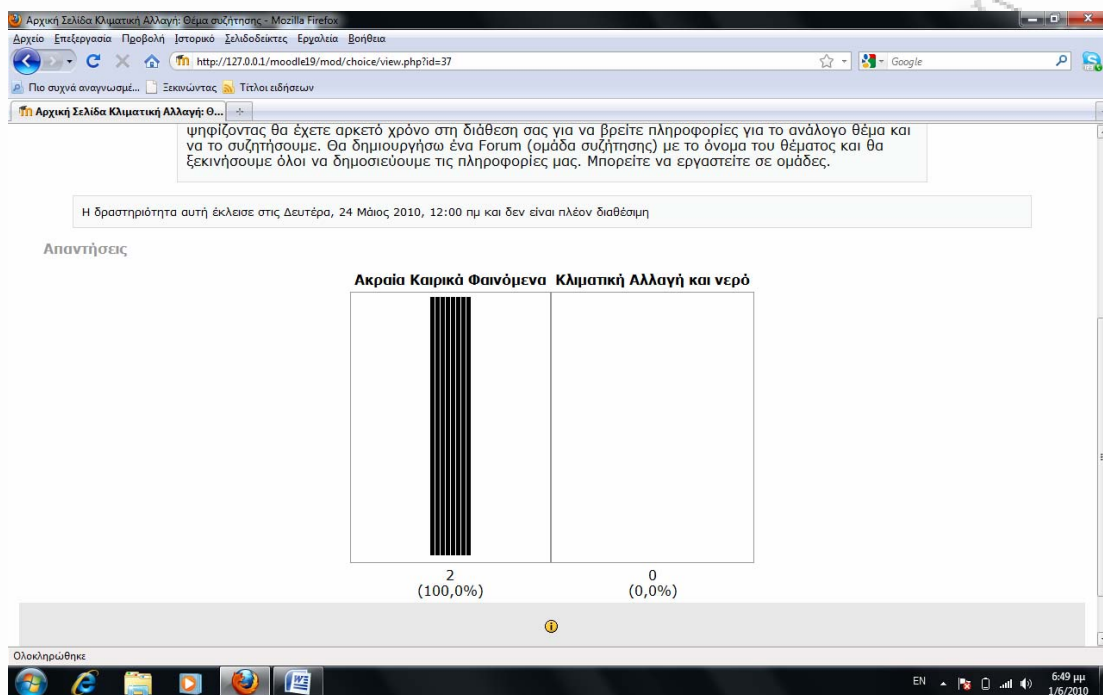 Αρχική Σελίδα Κλιματική Αλλαγή: Θέμα συζήτησης - Mozilla Firefox
Αρχείο Επεξεργασία Προβολή Ιστορικό Σελιδοδείκτες Εργαλεία Βοήθεια
http://127.0.0.1/moodle19/mod/choice/view.php?id=37
Google
Πιο συχνά αναγνωσμέ... Ξεκινώντας Τίτλοι ειδήσεων
Αρχική Σελίδα Κλιματική Αλλαγή: Θ...
ψηφίζοντας θα έχετε αρκετό χρόνο στη διάθεση σας για να βρείτε πληροφορίες για το ανάλογο θέμα και
να το συζητήσουμε. Θα δημιουργήσω ένα Forum (ομάδα συζήτησης) με το όνομα του θέματος και θα
ξεκινήσουμε όλοι να δημοσιεύουμε τις πληροφορίες μας. Μπορείτε να εργαστείτε σε ομάδες.
Η δραστηριότητα αυτή έκλεισε στις Δευτέρα, 24 Μάιος 2010, 12:00 πμ και δεν είναι πλέον διαθέσιμη
Απαντήσεις
Ακραία Καιρικά Φαινόμενα Κλιματική Αλλαγή και νερό
2 0
(100,0%) (0,0%)
Ολοκληρώθηκε
EN 6:49 μμ
1/6/2010